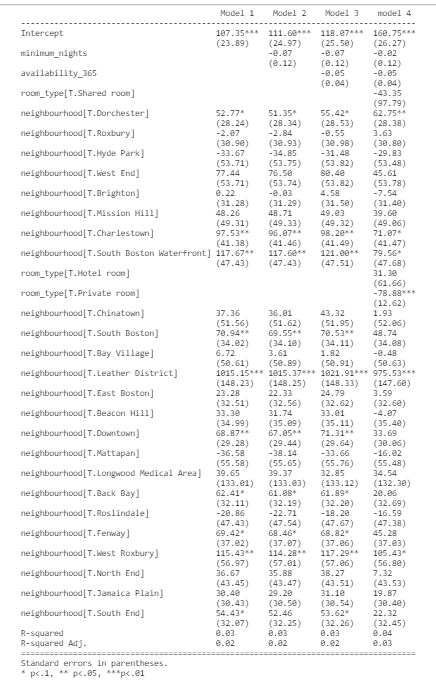 Model 1 Model 2 Model 3 model 4
Intercept 107.35*** 111.60*** 118.07*** 160.75***
(23.89) (24.97) (25.50) (26.27)
minimum_nights -0.07 -0.07 -0.02
(0.12) (0.12) (0.12)
availability_365 -0.05 -0.05
(0.04) (0.04)
room_type[T.Shared room] -43.35
(97.79)
neighbourhood[T.Dorchester] 52.77* 51.35* 55.42* 62.75**
(28.24) (28.34) (28.53) (28.38)
neighbourhood[T.Roxbury] -2.07 -2.84 -0.55 3.63
(30.90) (30.93) (30.98) (30.80)
neighbourhood[T.Hyde Park] -33.67 -34.85 -31.48 -29.83
(53.71) (53.75) (53.82) (53.48)
neighbourhood[T.West End] 77.44 76.50 80.40 45.61
(53.71) (53.74) (53.82) (53.78)
neighbourhood[T.Brighton] 0.22 -0.03 4.58 -7.54
(31.28) (31.29) (31.50) (31.40)
neighbourhood[T.Mission Hill] 48.26 48.71 49.03 39.60
(49.31) (49.33) (49.32) (49.06)
neighbourhood[T.Charlestown] 97.53** 96.07** 98.20** 71.07*
(41.38) (41.46) (41.49) (41.47)
neighbourhood[T.South Boston Waterfront] 117.67** 117.60** 121.00** 79.56*
(47.43) (47.43) (47.51) (47.68)
room_type[T.Hotel room] 31.30
(61.66)
room_type[T.Private room] -78.88***
(12.62)
neighbourhood[T.Chinatown] 37.36 36.01 43.32 1.93
(51.56) (51.62) (51.95) (52.06)
neighbourhood[T.South Boston] 70.94** 69.55** 70.53** 48.74
(34.02) (34.10) (34.11) (34.08)
neighbourhood[T.Bay Village] 6.72 3.61 1.82 -0.48
(50.61) (50.89) (50.91) (50.63)
neighbourhood[T.Leather District] 1015.15*** 1015.37*** 1021.91*** 975.53***
(148.23) (148.25) (148.33) (147.60)
neighbourhood[T.East Boston] 23.28 22.33 24.79 3.59
(32.51) (32.56) (32.62) (32.60)
neighbourhood[T.Beacon Hill] 33.30 31.74 33.01 -4.07
(34.99) (35.09) (35.11) (35.40)
neighbourhood[T.Downtown] 68.87** 67.05** 71.31** 33.69
(29.28) (29.44) (29.64) (30.06)
neighbourhood[T.Mattapan] -36.58 -38.14 -33.66 -16.02
(55.58) (55.65) (55.76) (55.48)
neighbourhood[T.Longwood Medical Area] 39.65 39.37 32.85 34.54
(133.01) (133.03) (133.12) (132.30)
neighbourhood[T.Back Bay] 62.41* 61.08* 61.89* 20.06
(32.11) (32.19) (32.20) (32.69)
neighbourhood[T.Roslindale] -20.86 -22.71 -18.20 -16.59
(47.43) (47.54) (47.67) (47.38)
neighbourhood[T.Fenway] 69.42* 68.46* 68.82* 45.28
(37.02) (37.07) (37.06) (37.03)
neighbourhood[T.West Roxbury] 115.43** 114.28** 117.29** 105.43*
(56.97) (57.01) (57.06) (56.80)
neighbourhood[T.North End] 36.67 35.88 38.27 7.32
(43.45) (43.47) (43.51) (43.53)
neighbourhood[T.Jamaica Plain] 30.40 29.20 31.10 19.87
(30.43) (30.50) (30.54) (30.40)
neighbourhood[T.South End] 54.43* 52.46 53.62* 22.32
(32.07) (32.25) (32.26) (32.45)
R-squared 0.03 0.03 0.03 0.04
R-squared Adj. 0.02 0.02 0.02 0.03
Standard errors in parentheses.
* p<.1, ** p<.05, ***p<.01